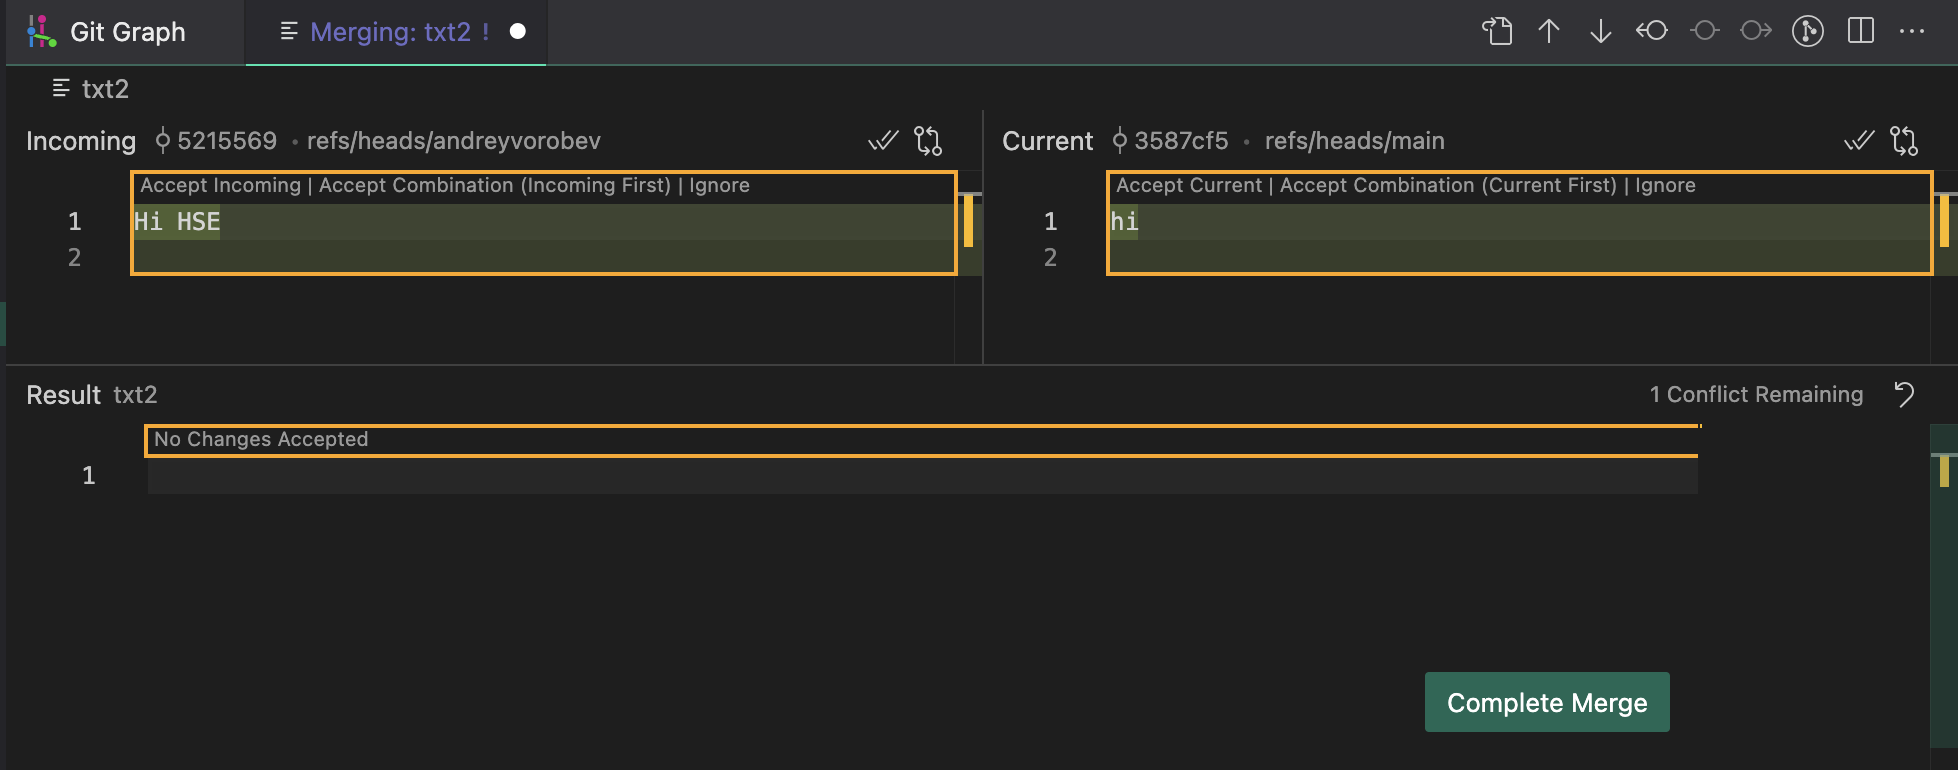 Git Graph
Merging: txt2 !
txt2
Incoming 5215569 • refs/heads/andreyvorobev
Accept Incoming | Accept Combination (Incoming First) | Ignore
1 Hi HSE
2
Current 3587cf5 • refs/heads/main
Accept Current | Accept Combination (Current First) | Ignore
1 hi
2
Result txt2
1 Conflict Remaining
No Changes Accepted
1
Complete Merge